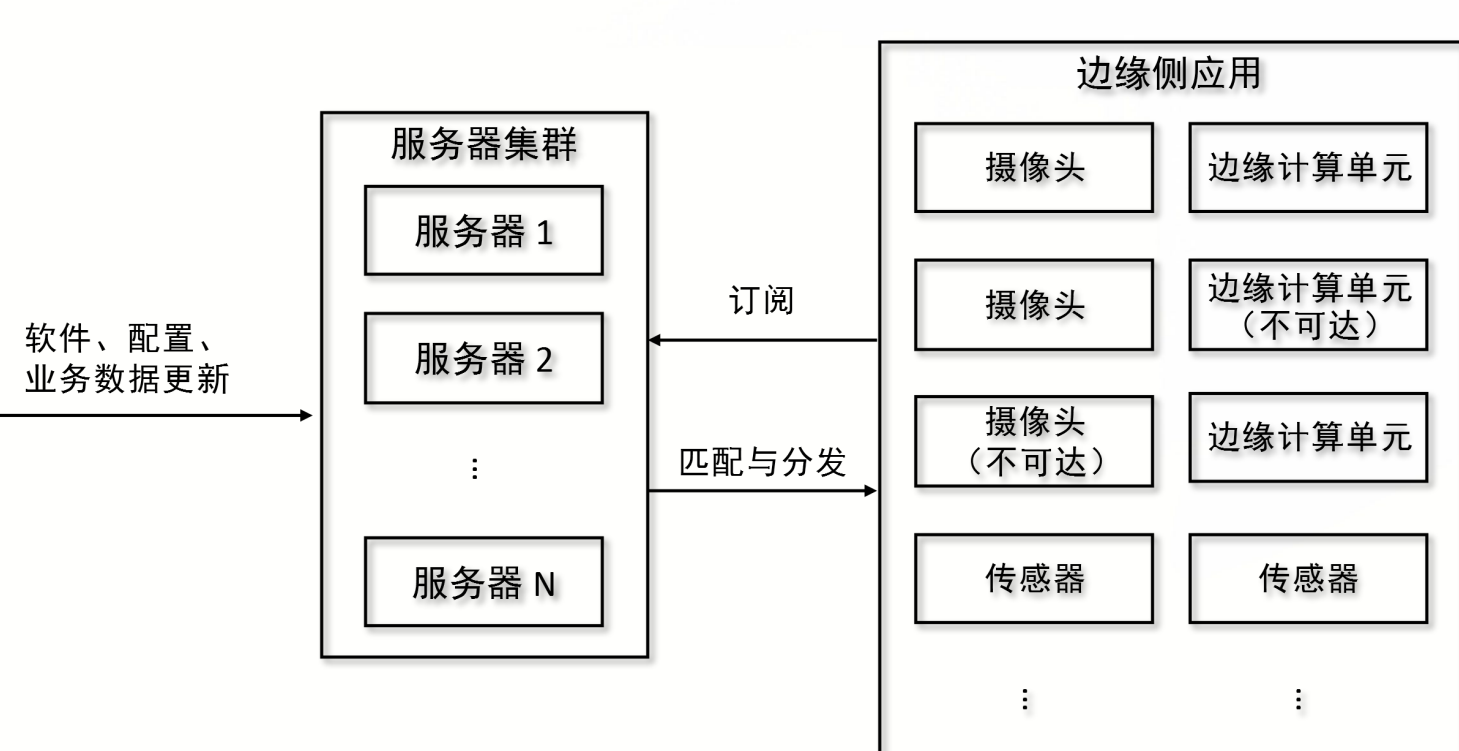 软件、配置、
业务数据更新
服务器集群
服务器 1
服务器 2
⋮
服务器 N
订阅
匹配与分发
边缘侧应用
摄像头
边缘计算单元
摄像头
边缘计算单元
（不可达）
摄像头
（不可达）
边缘计算单元
传感器
传感器
⋮
⋮